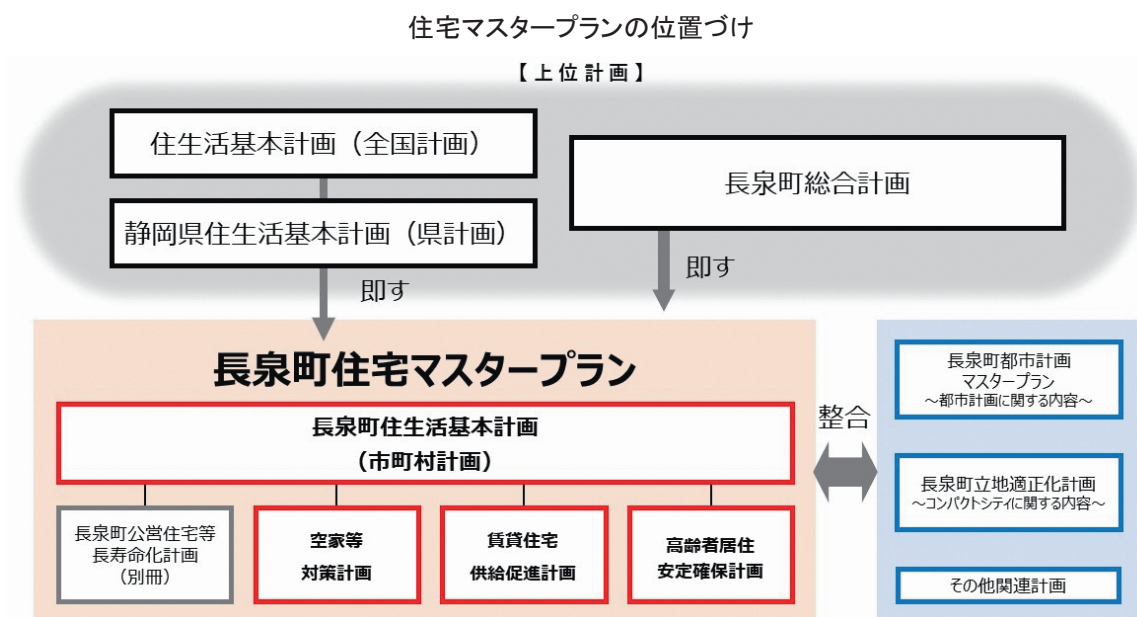 住宅マスタープランの位置づけ
【上位計画】
住生活基本計画（全国計画）
静岡県住生活基本計画（県計画）
長泉町総合計画
即す
即す
長泉町住宅マスタープラン
長泉町住生活基本計画
（市町村計画）
長泉町公営住宅等
長寿命化計画
（別冊）
空家等
対策計画
賃貸住宅
供給促進計画
高齢者居住
安定確保計画
整合
長泉町都市計画
マスタープラン
～都市計画に関する内容～
長泉町立地適正化計画
～コンパクトシティに関する内容～
その他関連計画